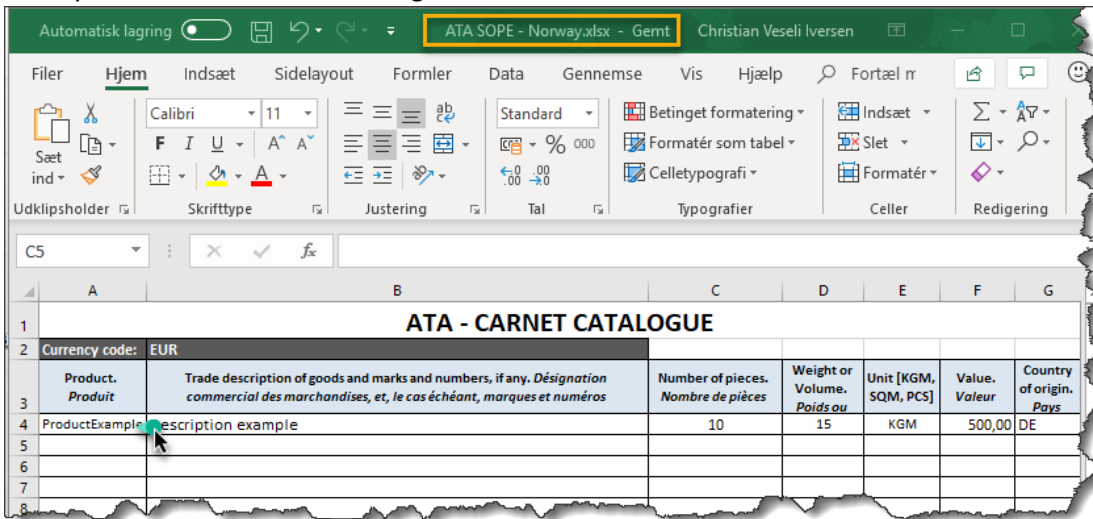 Automatisk lagring ATA SOPE - Norway.xlsx - Gemt Christian Veseli Iversen
Filer Hjem Indsæt Sidelayout Formler Data Gennemse Vis Hjælp Fortæl
Calibri 11 ab Standard Betinget formatering Indsæt
Sæt ind F I U A A % 000 Formatér som tabel Slet
A Celletypografi Formatér
Udklipsholder Skrifttype Justering Tal Typografier Celler Redigering
C5 fx
A B C D E F G
1 ATA - CARNET CATALOGUE
2 Currency code: EUR
3 Product. Produit Trade description of goods and marks and numbers, if any. Désignation commercial des marchandises, et, le cas échéant, marques et numéros Number of pieces. Nombre de pièces Weight or Volume. Poids ou Unit [KGM, SQM, PCS] Value. Valeur Country of origin. Pays
4 ProductExample escription example 10 15 KGM 500,00 DE
5
6
7
8